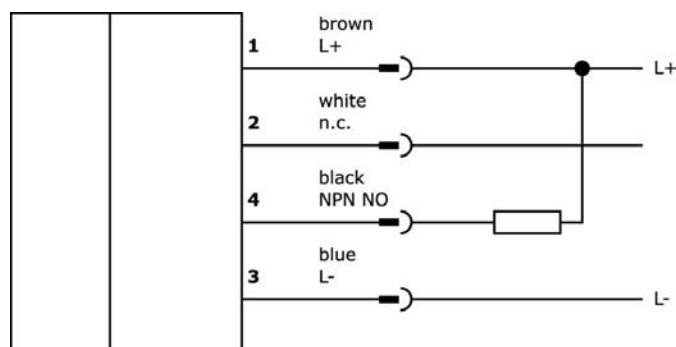 brown
1 L+
L+
white
2 n.c.
black
4 NPN NO
blue
3 L-
L-